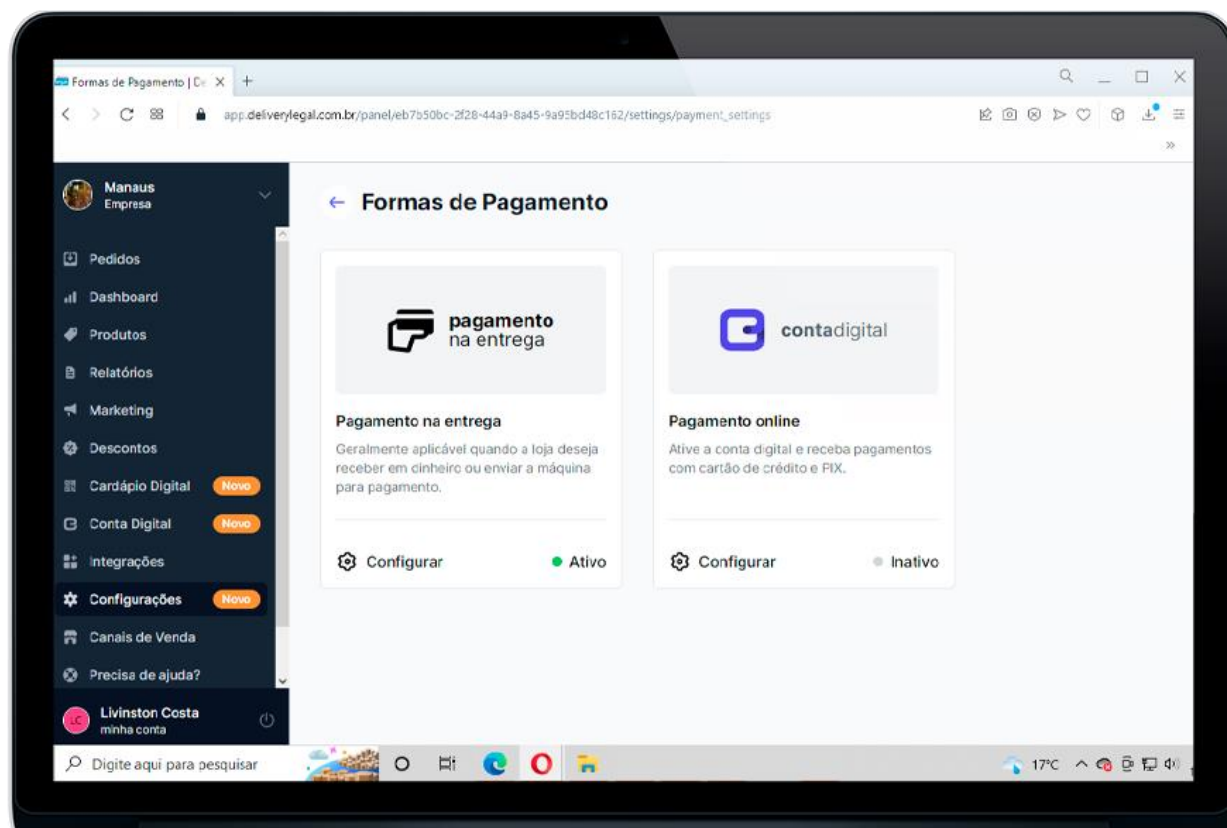 Formas de Pagamento | De
app.deliverylegal.com.br/panel/eb7b50bc-2f28-44a9-8a45-9a95bd48c162/settings/payment_settings
Manaus
Empresa
Pedidos
Dashboard
Produtos
Relatórios
Marketing
Descontos
Cardápio Digital Novo
Conta Digital Novo
Integrações
Configurações Novo
Canais de Venda
Precisa de ajuda?
LC
Livinston Costa
minha conta
Formas de Pagamento
pagamento
na entrega
Pagamento na entrega
Geralmente aplicável quando a loja deseja
receber em dinheiro ou enviar a máquina
para pagamento.
Configurar Ativo
contadigital
Pagamento online
Ative a conta digital e receba pagamentos
com cartão de crédito e PIX.
Configurar Inativo
Digite aqui para pesquisar
17°C